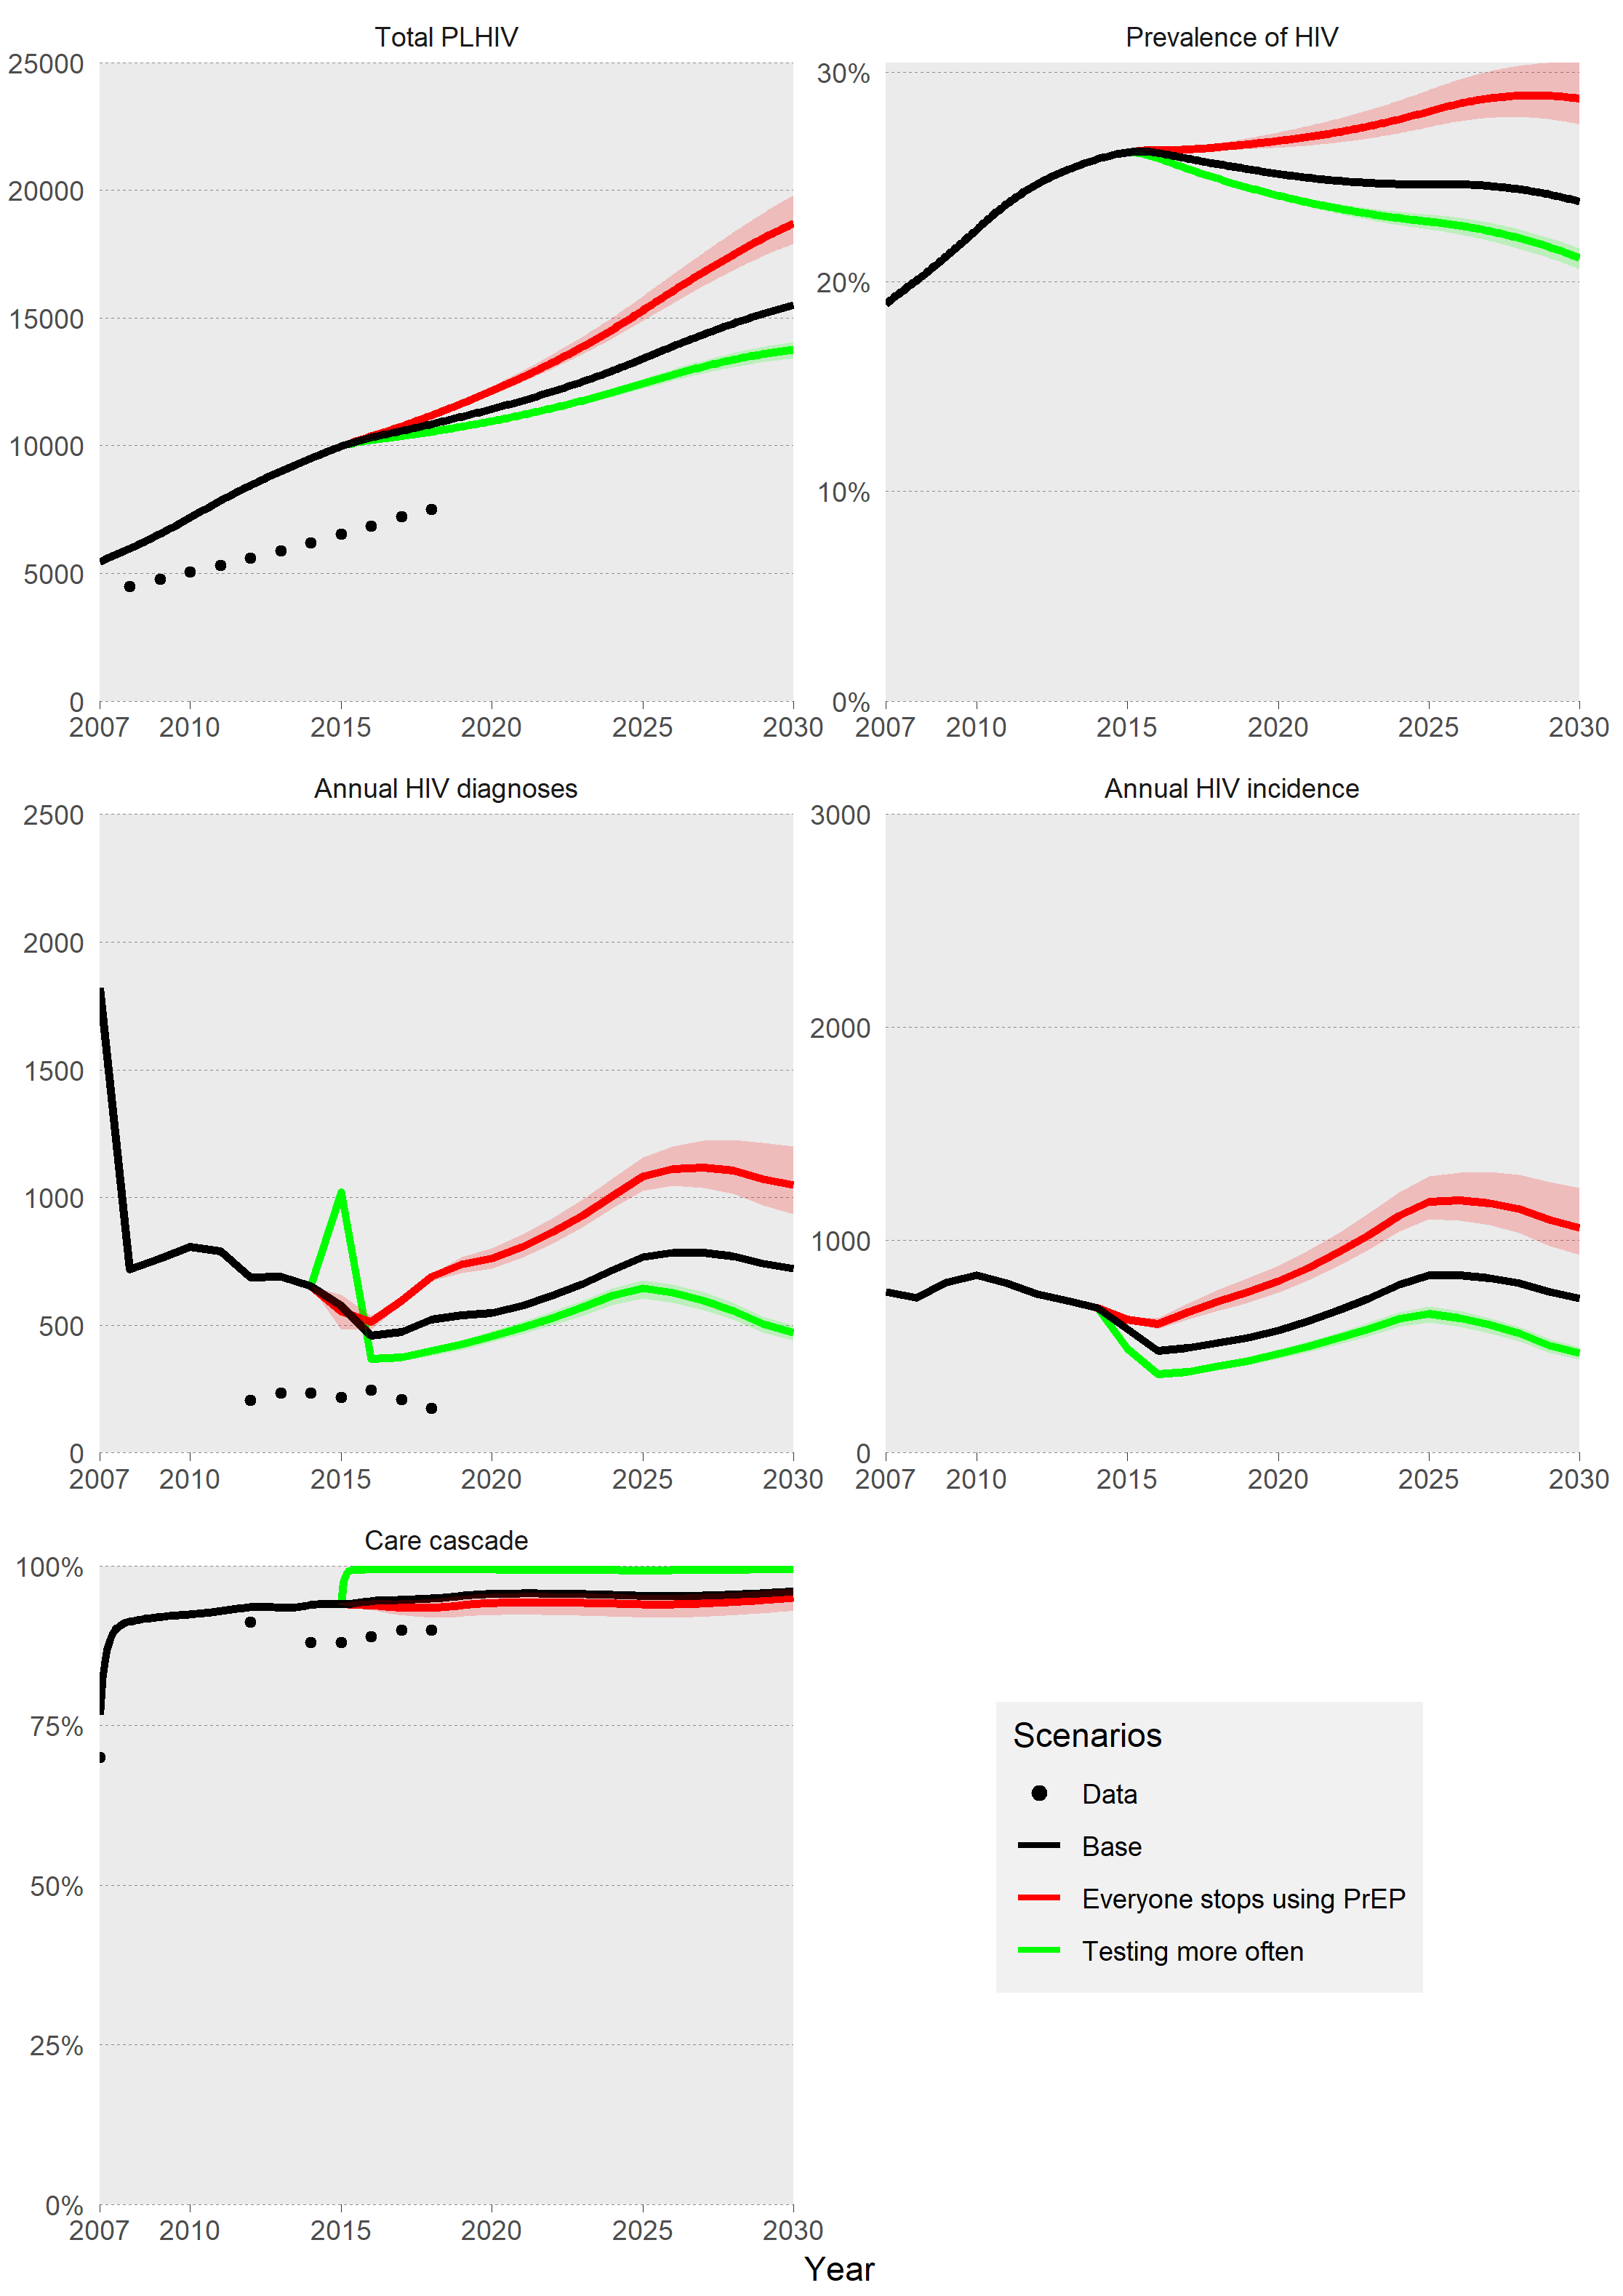 Total PLHIV
25000
20000
15000
10000
5000
0
2007 2010 2015 2020 2025 2030
Prevalence of HIV
30%
20%
10%
0%
2007 2010 2015 2020 2025 2030
Annual HIV diagnoses
2500
2000
1500
1000
500
0
2007 2010 2015 2020 2025 2030
Annual HIV incidence
3000
2000
1000
0
2007 2010 2015 2020 2025 2030
Care cascade
100%
75%
50%
25%
0%
2007 2010 2015 2020 2025 2030
Scenarios
Data
Base
Everyone stops using PrEP
Testing more often
Year